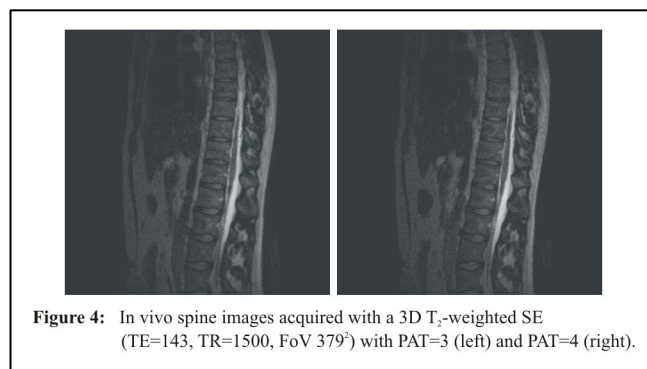 Figure 4: In vivo spine images acquired with a 3D T₂-weighted SE
(TE=143, TR=1500, FoV 379²) with PAT=3 (left) and PAT=4 (right).